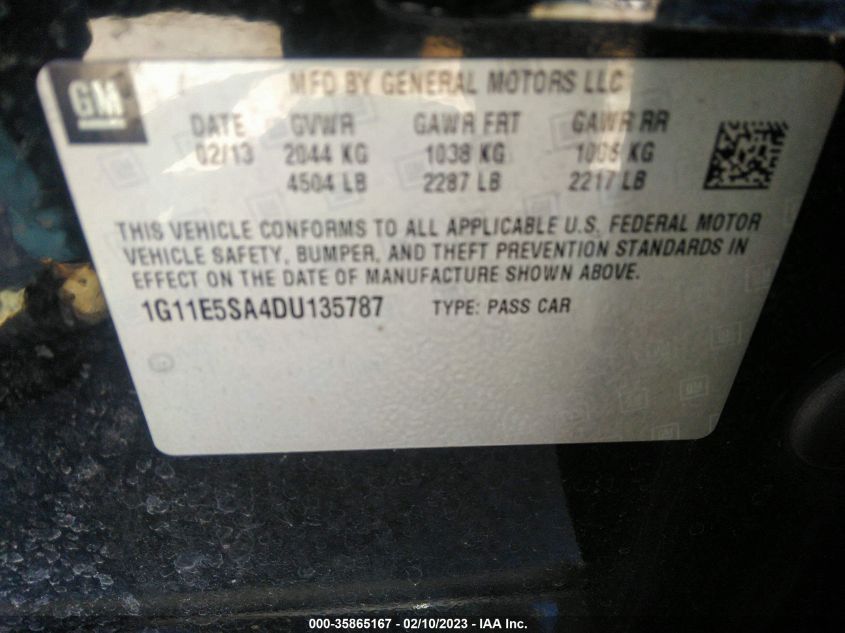 GM
MFD BY GENERAL MOTORS LLC
DATE GVWR GAWR FRT GAWR RR
02/13 2044 KG 1038 KG 1006 KG
4504 LB 2287 LB 2217 LB
THIS VEHICLE CONFORMS TO ALL APPLICABLE U.S. FEDERAL MOTOR
VEHICLE SAFETY, BUMPER, AND THEFT PREVENTION STANDARDS IN
EFFECT ON THE DATE OF MANUFACTURE SHOWN ABOVE.
1G11E5SA4DU135787 TYPE: PASS CAR
000-35865167 - 02/10/2023 - IAA Inc.